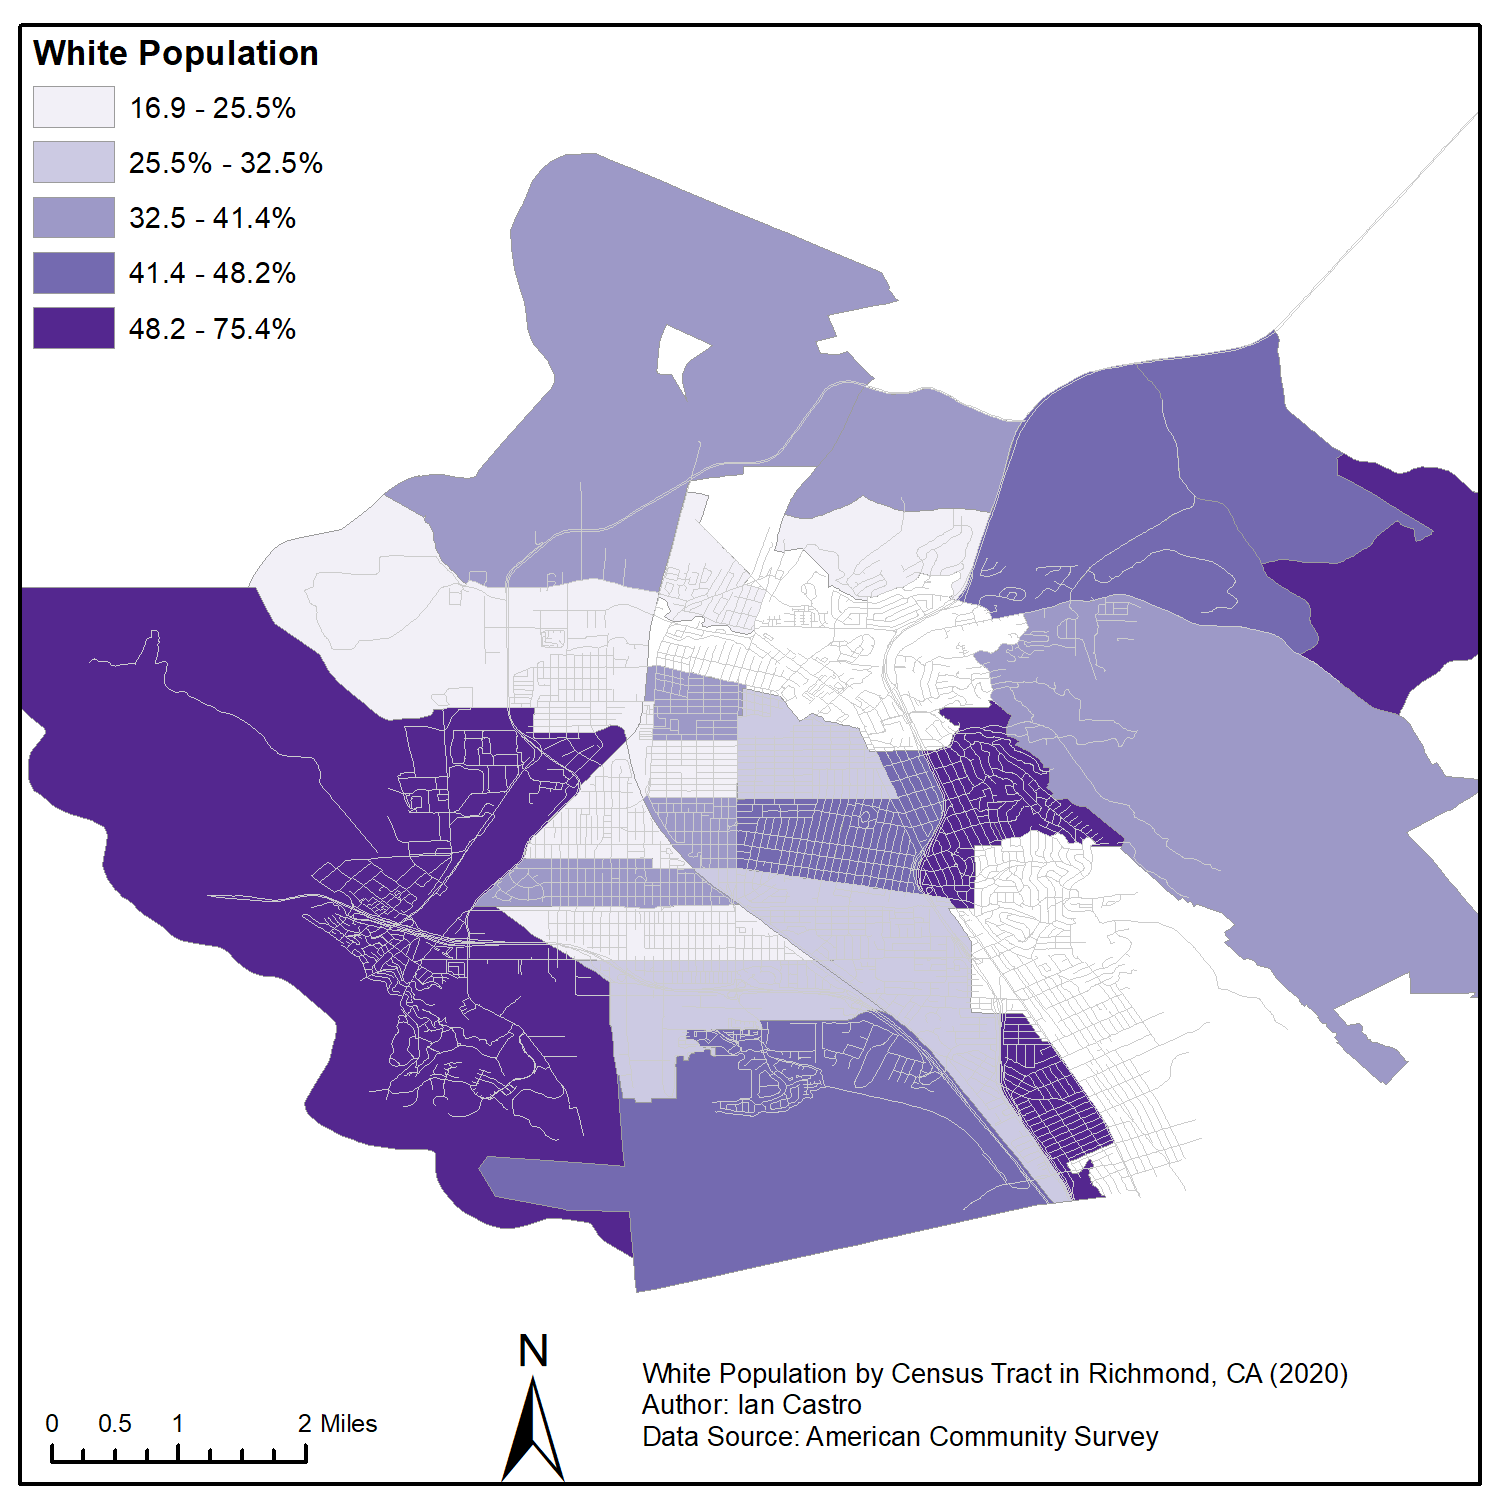 White Population
16.9 - 25.5%
25.5% - 32.5%
32.5 - 41.4%
41.4 - 48.2%
48.2 - 75.4%
N
White Population by Census Tract in Richmond, CA (2020)
Author: Ian Castro
Data Source: American Community Survey
0 0.5 1 2 Miles